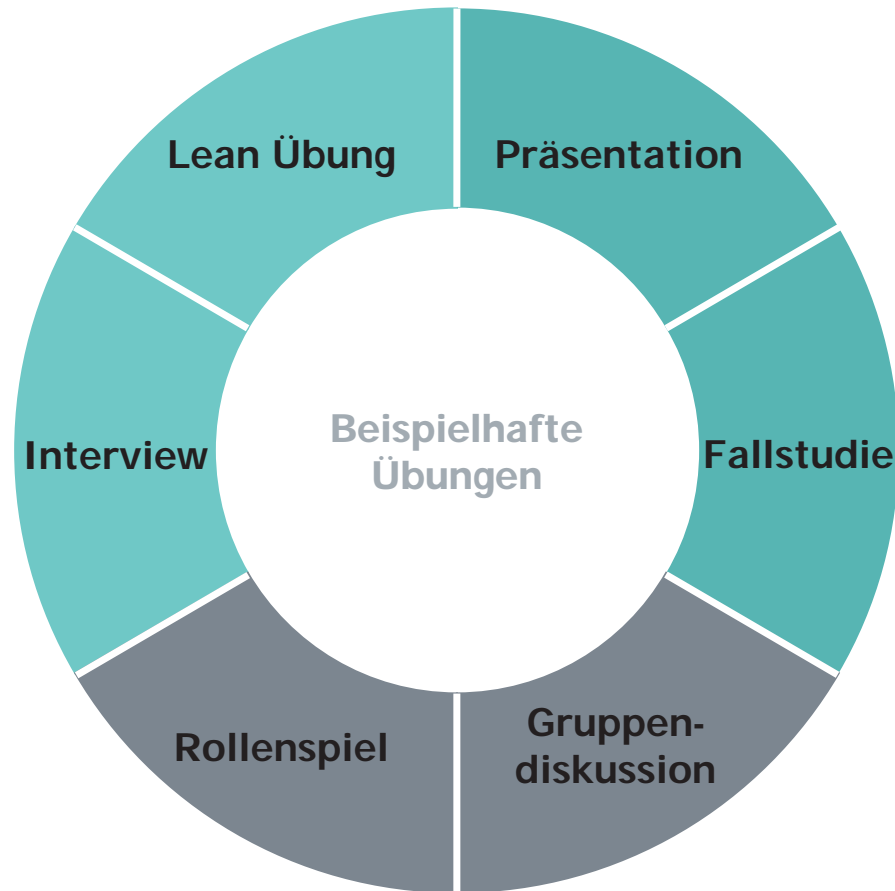 Lean Übung
Präsentation
Interview
Beispielhafte
Übungen
Fallstudie
Rollenspiel
Gruppen-
diskussion